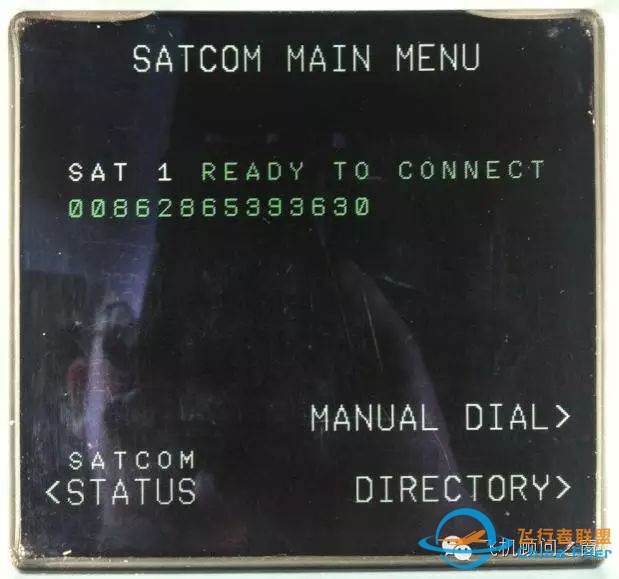 SATCOM MAIN MENU
SAT 1 READY TO CONNECT
00862865393630
MANUAL DIAL>
SATCOM
<STATUS
DIRECTORY>
飞行者联盟